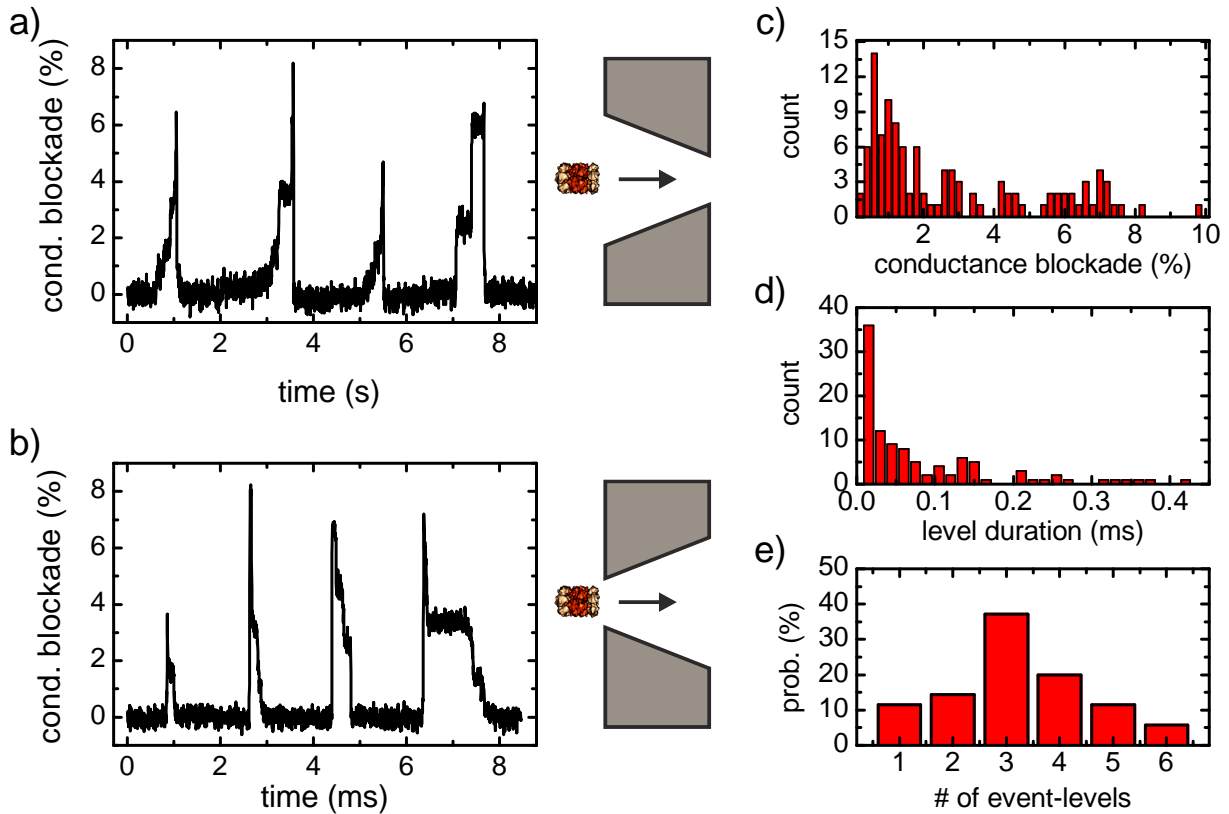 a)
cond. blockade (%)
8
6
4
2
0
0 2 4 6 8
time (s)
b)
cond. blockade (%)
8
6
4
2
0
0 2 4 6 8
time (ms)
c)
count
15
12
9
6
3
0
2 4 6 8 10
conductance blockade (%)
d)
count
40
30
20
10
0
0.0 0.1 0.2 0.3 0.4
level duration (ms)
e)
prob. (%)
50
40
30
20
10
0
1 2 3 4 5 6
# of event-levels